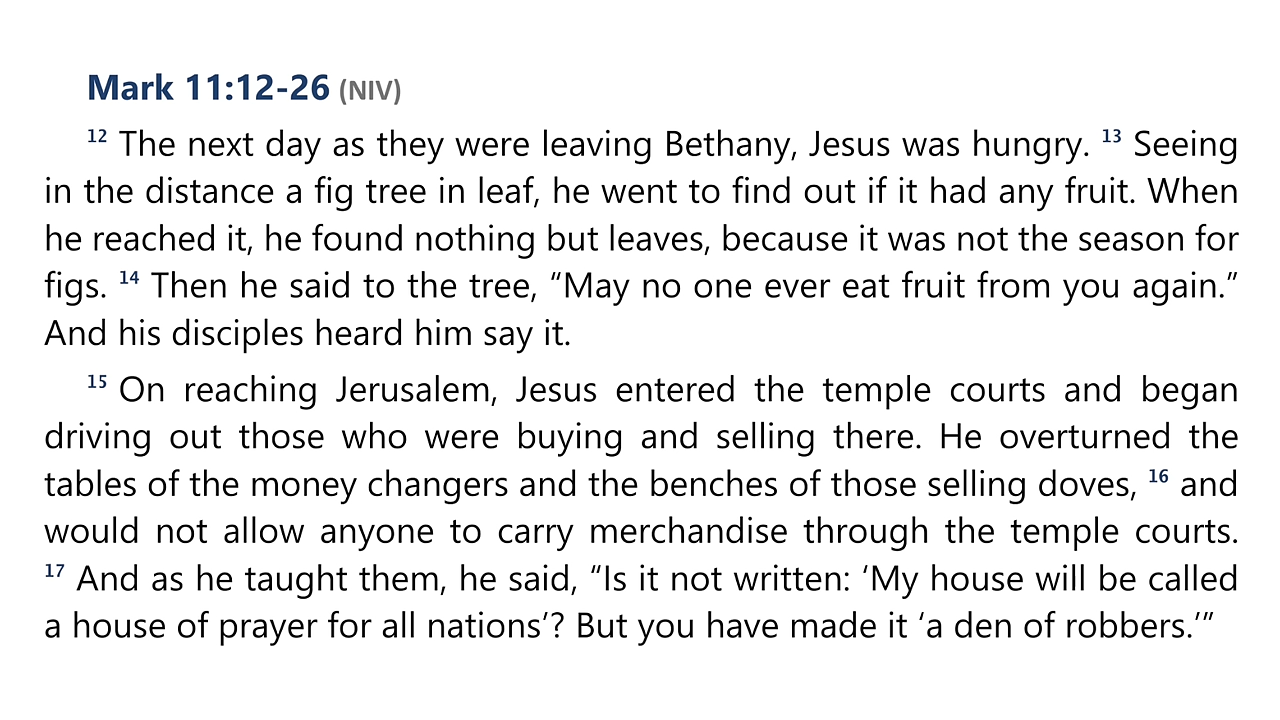 Mark 11:12-26 (NIV)
12 The next day as they were leaving Bethany, Jesus was hungry. 13 Seeing
in the distance a fig tree in leaf, he went to find out if it had any fruit. When
he reached it, he found nothing but leaves, because it was not the season for
figs. 14 Then he said to the tree, “May no one ever eat fruit from you again.”
And his disciples heard him say it.
15 On reaching Jerusalem, Jesus entered the temple courts and began
driving out those who were buying and selling there. He overturned the
tables of the money changers and the benches of those selling doves, 16 and
would not allow anyone to carry merchandise through the temple courts.
17 And as he taught them, he said, “Is it not written: ‘My house will be called
a house of prayer for all nations’? But you have made it ‘a den of robbers.’”